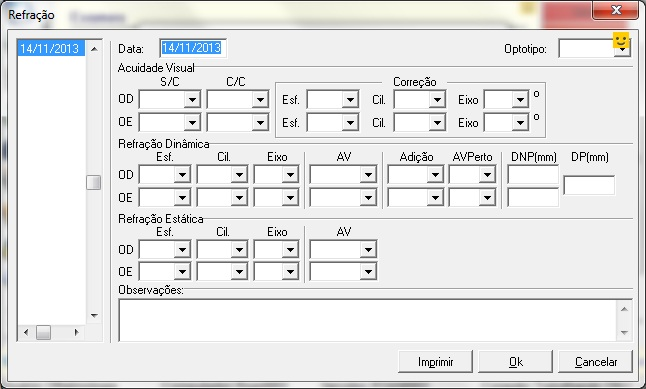 Refração
14/11/2013
Data: 14/11/2013 Optotipo:
Acuidade Visual
S/C C/C Correção
OD Esf. Cil. Eixo º
OE Esf. Cil. Eixo º
Refração Dinâmica
Esf. Cil. Eixo AV Adição AVPerto DNP(mm) DP(mm)
OD
OE
Refração Estática
Esf. Cil. Eixo AV
OD
OE
Observações:
Imprimir Ok Cancelar